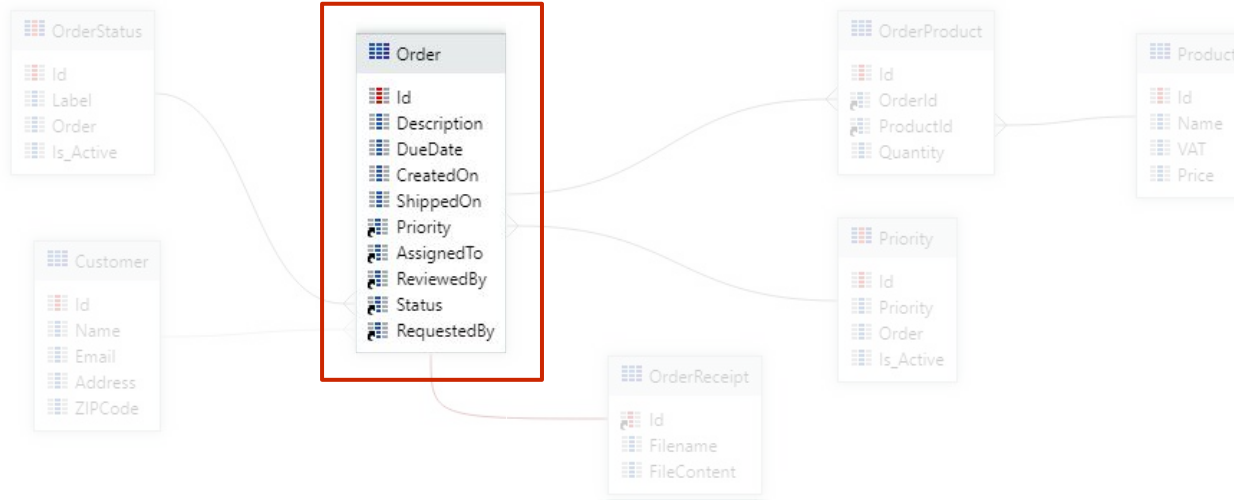 OrderStatus
Id
Label
Order
Is_Active
Customer
Id
Name
Email
Address
ZIPCode
Order
Id
Description
DueDate
CreatedOn
ShippedOn
Priority
AssignedTo
ReviewedBy
Status
RequestedBy
OrderReceipt
Id
Filename
FileContent
OrderProduct
Id
OrderId
ProductId
Quantity
Priority
Id
Priority
Order
Is_Active
Product
Id
Name
VAT
Price